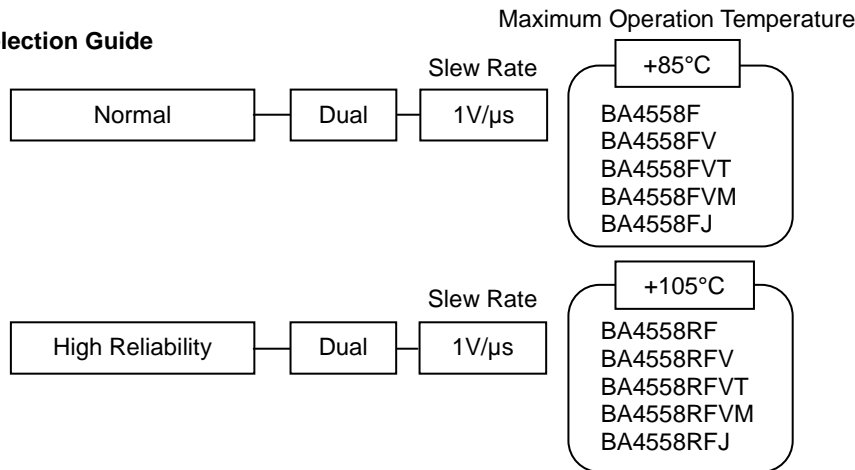 Maximum Operation Temperature
lection Guide
Slew Rate
+85°C
Normal
Dual
1V/µs
BA4558F
BA4558FV
BA4558FVT
BA4558FVM
BA4558FJ
Slew Rate
+105°C
High Reliability
Dual
1V/µs
BA4558RF
BA4558RFV
BA4558RFVT
BA4558RFVM
BA4558RFJ